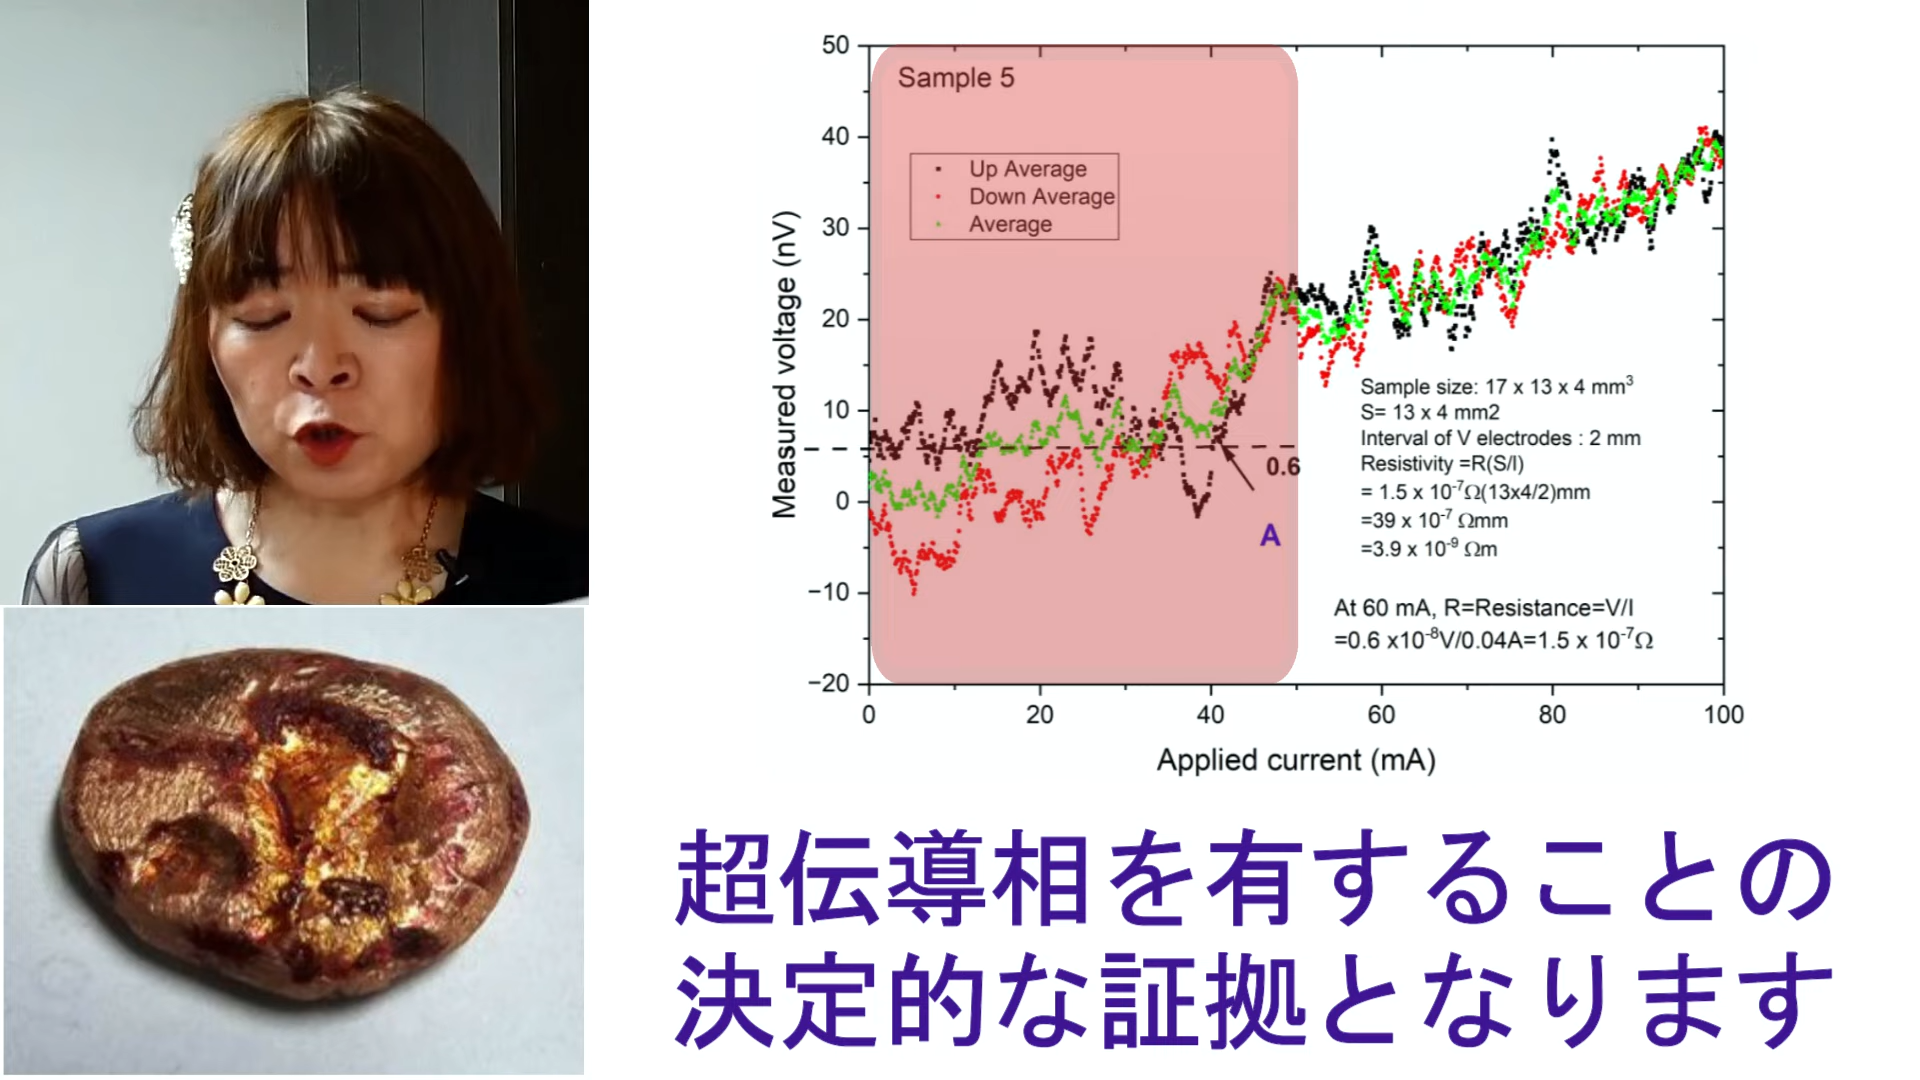 Sample 5
Up Average
Down Average
Average
50
40
30
20
10
0
−10
−20
Measured voltage (nV)
0.6
A
Sample size: 17 x 13 x 4 mm³
S= 13 x 4 mm2
Interval of V electrodes : 2 mm
Resistivity =R(S/l)
= 1.5 x 10⁻⁷Ω(13x4/2)mm
=39 x 10⁻⁷ Ωmm
=3.9 x 10⁻⁹ Ωm
At 60 mA, R=Resistance=V/I
=0.6 x10⁻⁸V/0.04A=1.5 x 10⁻⁷Ω
0 20 40 60 80 100
Applied current (mA)
超伝導相を有することの
決定的な証拠となります